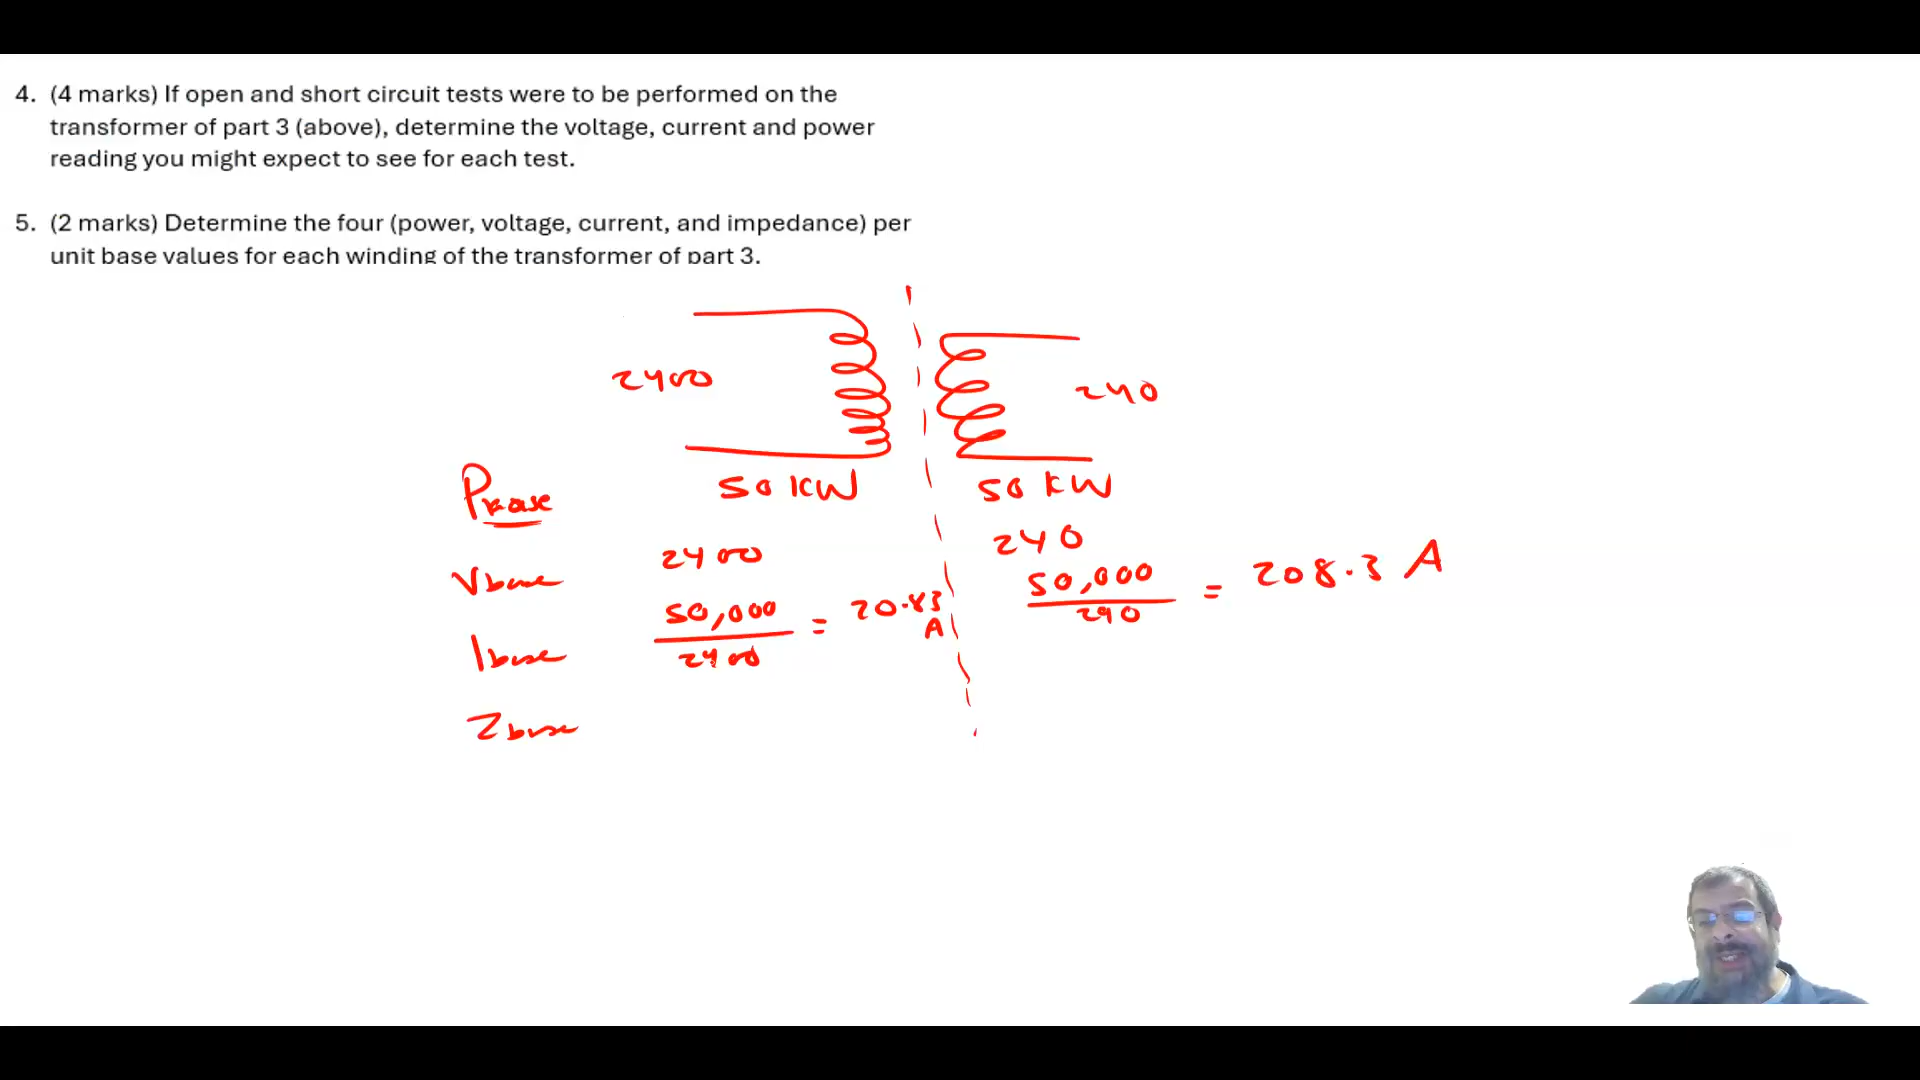 4. (4 marks) If open and short circuit tests were to be performed on the
transformer of part 3 (above), determine the voltage, current and power
reading you might expect to see for each test.
5. (2 marks) Determine the four (power, voltage, current, and impedance) per
unit base values for each winding of the transformer of part 3.
2400
240
Pbase
50 KW
50 KW
Vbase
2400
240
Ibase
50,000
2400
= 20.83
A
50,000
240
= 208.3 A
Zbase